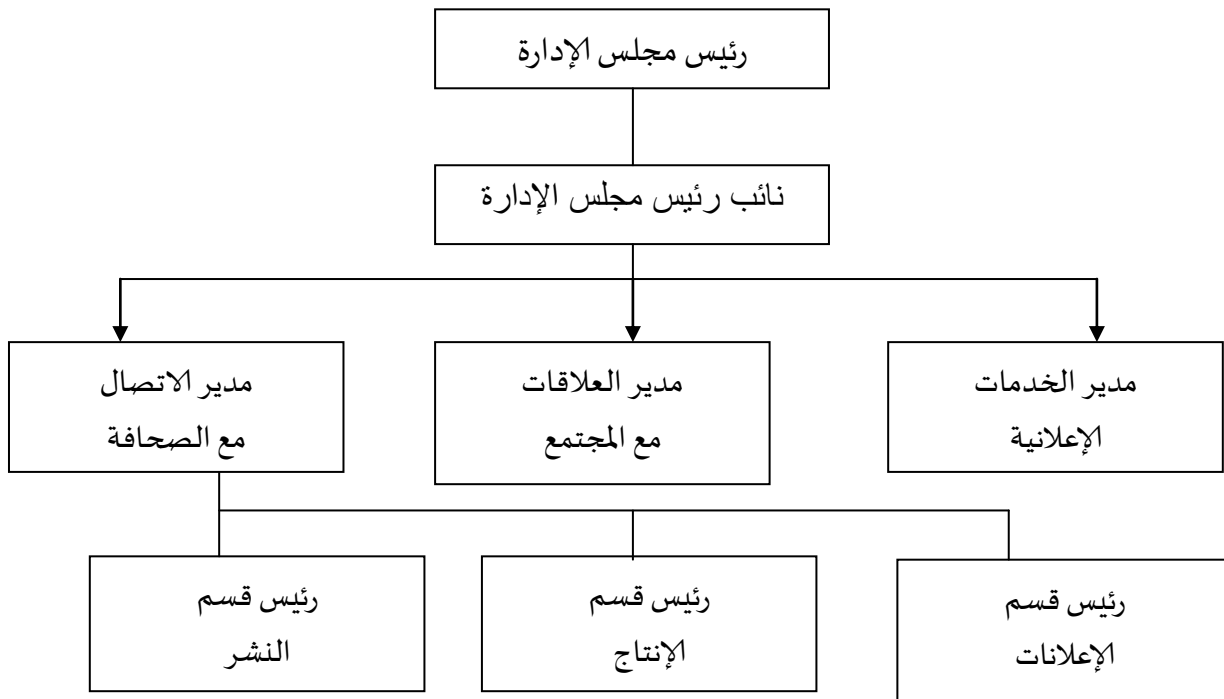 رئيس مجلس الإدارة
نائب رئيس مجلس الإدارة
مدير الخدمات
الإعلانية
مدير العلاقات
مع المجتمع
مدير الاتصال
مع الصحافة
رئيس قسم
الإعلانات
رئيس قسم
الإنتاج
رئيس قسم
النشر